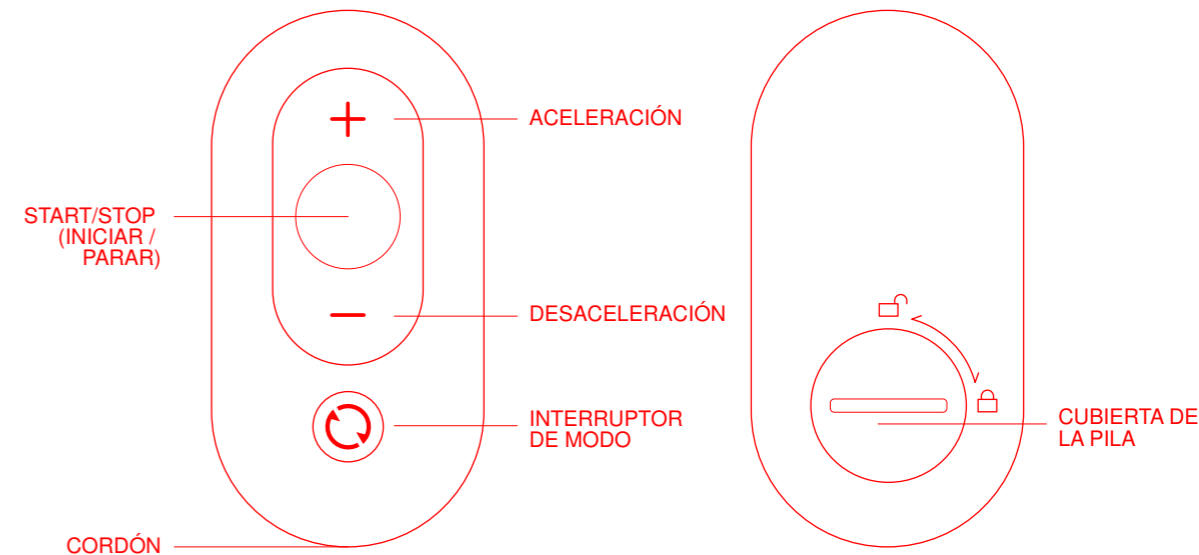 ACELERACIÓN
START/STOP
(INICIAR /
PARAR)
DESACELERACIÓN
INTERRUPTOR
DE MODO
CUBIERTA DE
LA PILA
CORDÓN